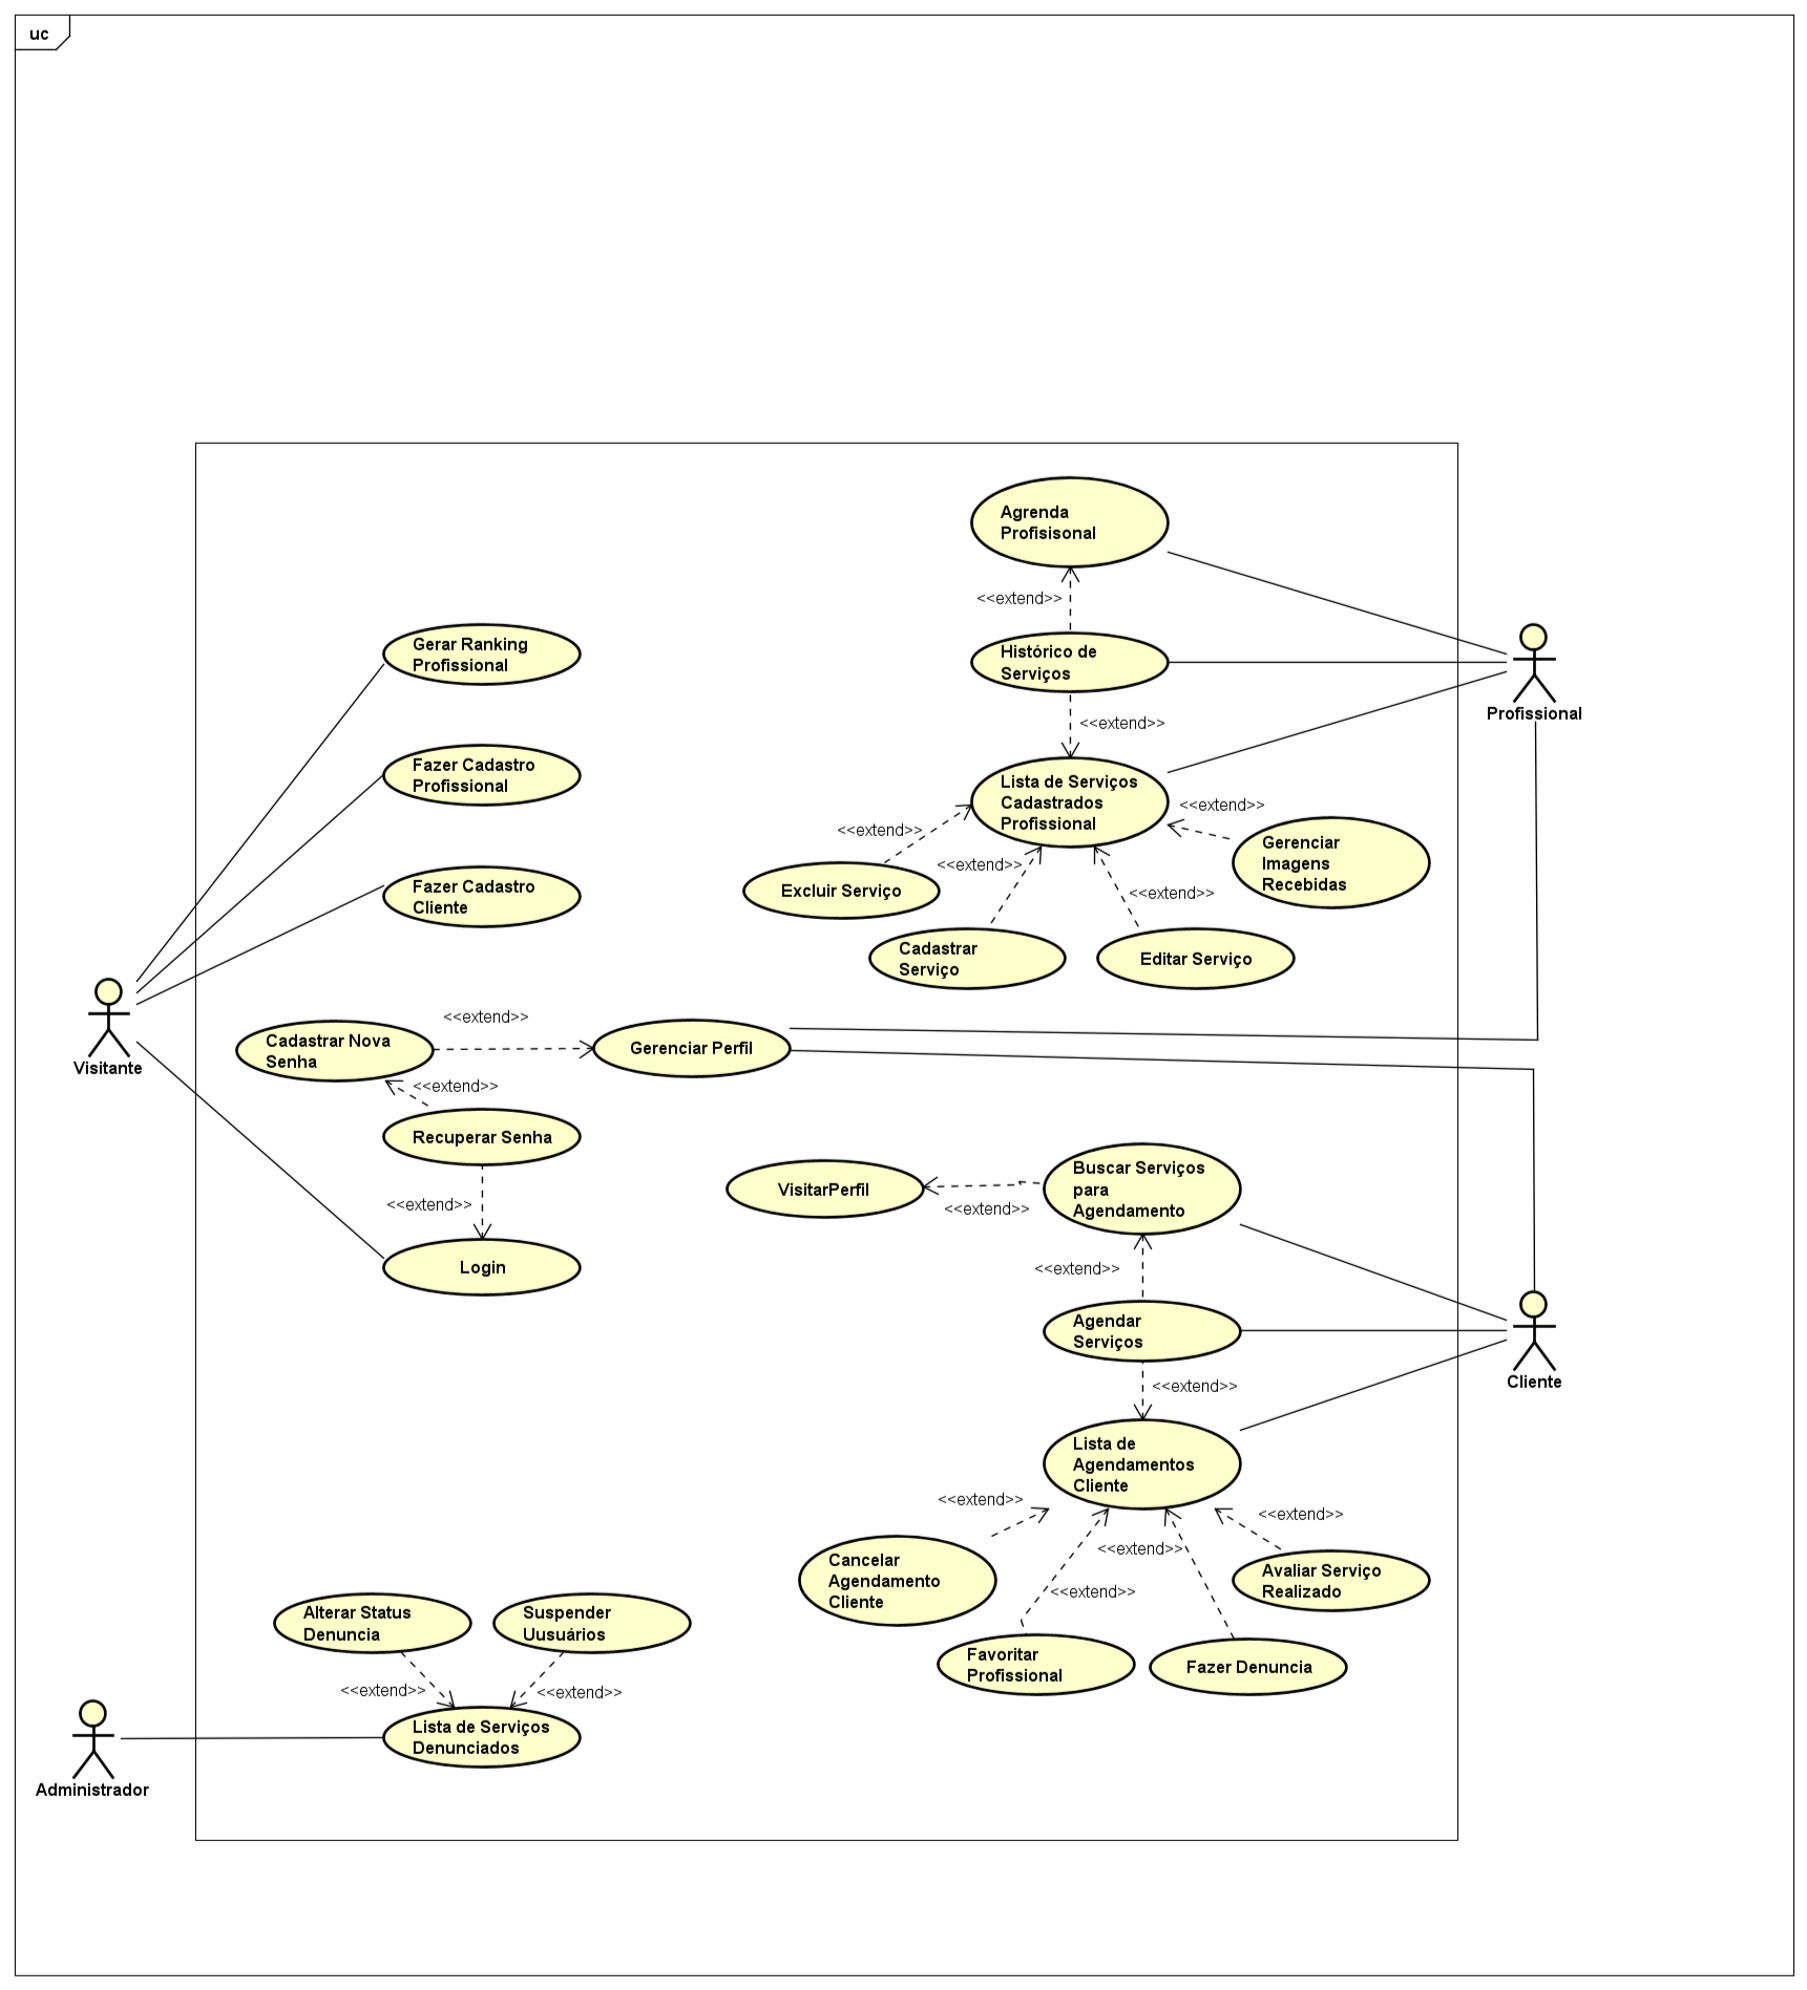 uc
Agrenda
Profisisonal
<<extend>>
Gerar Ranking
Profissional
Histórico de
Serviços
Profissional
<<extend>>
Fazer Cadastro
Profissional
Lista de Serviços
Cadastrados
Profissional
<<extend>>
<<extend>>
Gerenciar
Imagens
Recebidas
<<extend>>
Fazer Cadastro
Cliente
Excluir Serviço
<<extend>>
Cadastrar
Serviço
Editar Serviço
Visitante
<<extend>>
Cadastrar Nova
Senha
Gerenciar Perfil
<<extend>>
Recuperar Senha
Buscar Serviços
para
Agendamento
VisitarPerfil
<<extend>>
<<extend>>
Login
<<extend>>
Agendar
Serviços
Cliente
<<extend>>
Lista de
Agendamentos
Cliente
<<extend>>
<<extend>>
<<extend>>
Cancelar
Agendamento
Cliente
<<extend>>
Avaliar Serviço
Realizado
Alterar Status
Denuncia
Suspender
Uusuários
Favoritar
Profissional
Fazer Denuncia
<<extend>>
<<extend>>
Lista de Serviços
Denunciados
Administrador